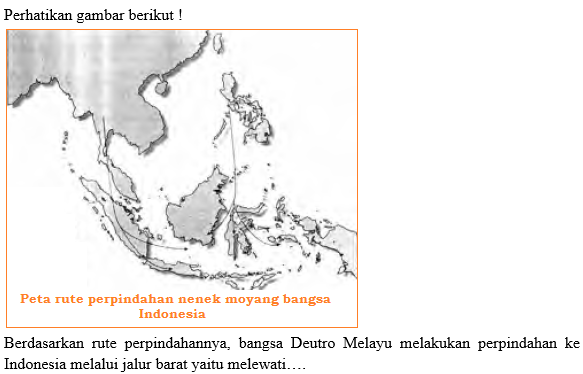 Perhatikan gambar berikut !
Peta rute perpindahan nenek moyang bangsa
Indonesia
Berdasarkan rute perpindahannya, bangsa Deutro Melayu melakukan perpindahan ke
Indonesia melalui jalur barat yaitu melewati….